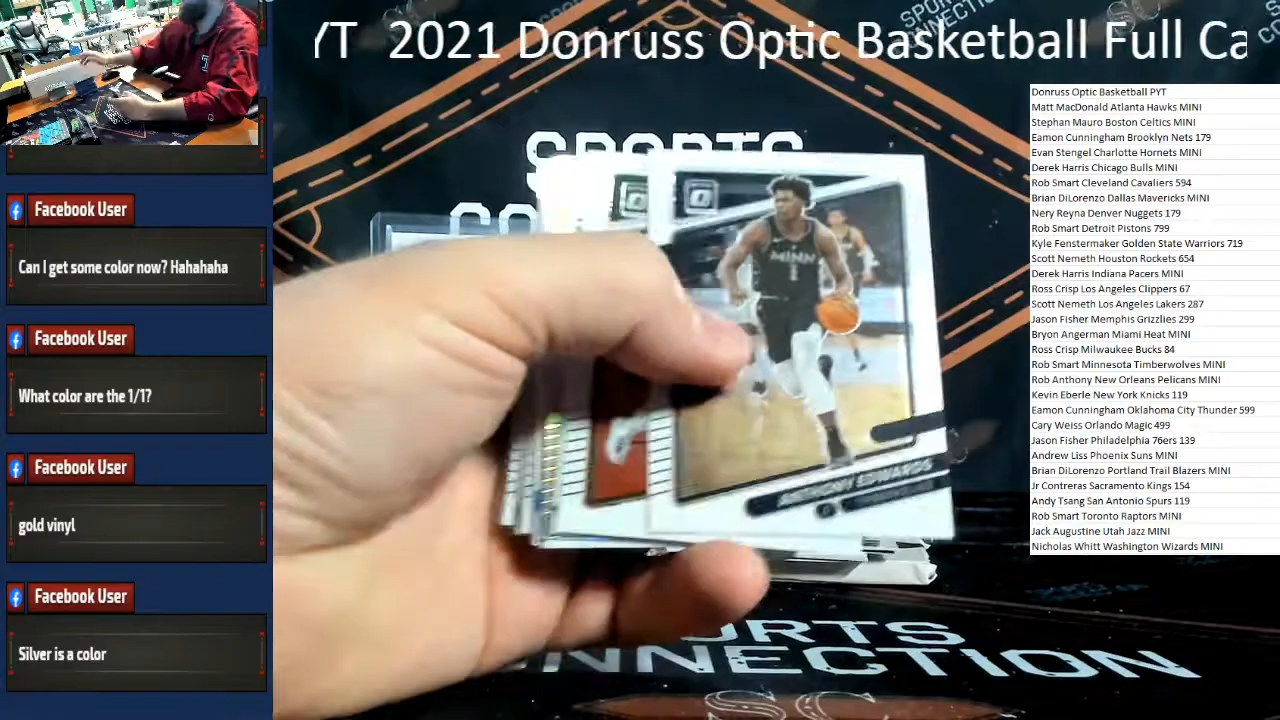 YT 2021 Donruss Optic Basketball Full Ca
SPORTS
CONNECTION
Donruss Optic Basketball PYT
Matt MacDonald Atlanta Hawks MINI
Stephan Mauro Boston Celtics MINI
Eamon Cunningham Brooklyn Nets 179
Evan Stengel Charlotte Hornets MINI
Derek Harris Chicago Bulls MINI
Rob Smart Cleveland Cavaliers 594
Brian DiLorenzo Dallas Mavericks MINI
Nery Reyna Denver Nuggets 179
Rob Smart Detroit Pistons 799
Kyle Fenstermaker Golden State Warriors 719
Scott Nemeth Houston Rockets 654
Derek Harris Indiana Pacers MINI
Ross Crisp Los Angeles Clippers 67
Scott Nemeth Los Angeles Lakers 287
Jason Fisher Memphis Grizzlies 299
Bryon Angerman Miami Heat MINI
Ross Crisp Milwaukee Bucks 84
Rob Smart Minnesota Timberwolves MINI
Rob Anthony New Orleans Pelicans MINI
Kevin Eberle New York Knicks 119
Eamon Cunningham Oklahoma City Thunder 599
Cary Weiss Orlando Magic 499
Jason Fisher Philadelphia 76ers 139
Andrew Liss Phoenix Suns MINI
Brian DiLorenzo Portland Trail Blazers MINI
Jr Contreras Sacramento Kings 154
Andy Tsang San Antonio Spurs 119
Rob Smart Toronto Raptors MINI
Jack Augustine Utah Jazz MINI
Nicholas Whitt Washington Wizards MINI
Facebook User
Can I get some color now? Hahahaha
Facebook User
What color are the 1/1?
Facebook User
gold vinyl
Facebook User
Silver is a color
SPORTS
MINN
1
ANTHONY EDWARDS
ORTS
NNECTION
SC